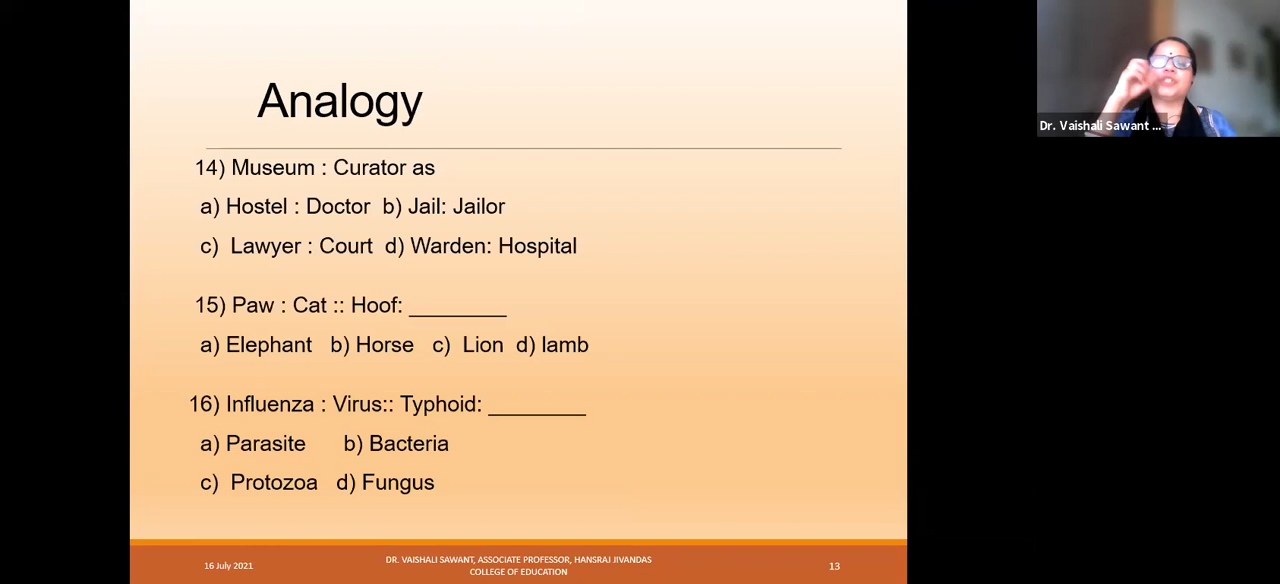 Analogy
14) Museum : Curator as
a) Hostel : Doctor b) Jail: Jailor
c) Lawyer : Court d) Warden: Hospital
15) Paw : Cat :: Hoof: ________
a) Elephant b) Horse c) Lion d) lamb
16) Influenza : Virus:: Typhoid: ________
a) Parasite b) Bacteria
c) Protozoa d) Fungus
16 July 2021
DR. VAISHALI SAWANT, ASSOCIATE PROFESSOR, HANSRAJ JIVANDAS
COLLEGE OF EDUCATION
13
Dr. Vaishali Sawant ...